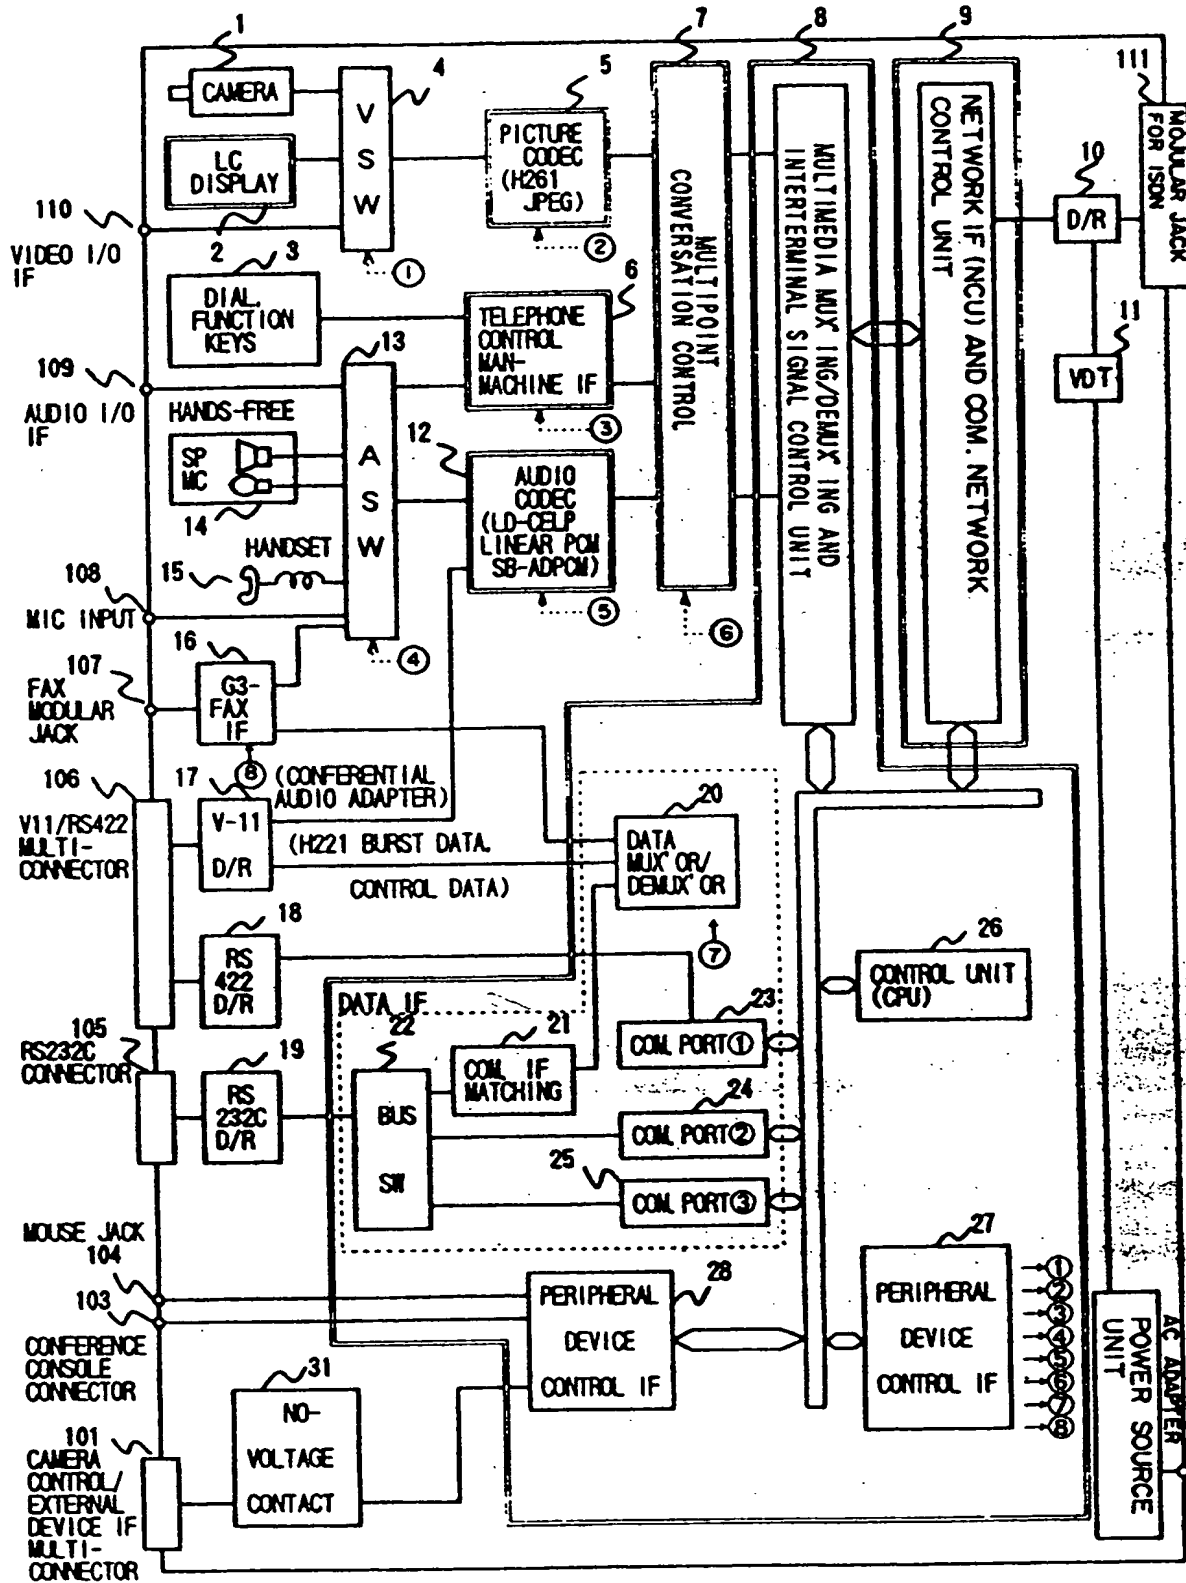 1
4
5
7
8
9
111
CAMERA
LC
DISPLAY
2
V
S
W
PICTURE
CODEC
(H261
JPEG)
MULTIPOINT
CONVERSATION CONTROL
MULTIMEDIA MUX'ING/DEMUX'ING AND
INTERTERMINAL SIGNAL CONTROL UNIT
NETWORK IF (NCU) AND COM. NETWORK
CONTROL UNIT
10
D/R
MOJULAR JACK
FOR ISDN
11
VDT
110
VIDEO I/O
IF
①
②
3
DIAL.
FUNCTION
KEYS
6
TELEPHONE
CONTROL
MAN-
MACHINE IF
③
109
AUDIO I/O
IF
13
A
S
W
HANDS-FREE
SP
MC
14
12
AUDIO
CODEC
(LD-CELP
LINEAR PCM
SB-ADPCM)
⑤
⑥
HANDSET
15
108
MIC INPUT
④
107
FAX
MODULAR
JACK
16
G3-
FAX
IF
⑧
(CONFERENTIAL
AUDIO ADAPTER)
106
V11/RS422
MULTI-
CONNECTOR
17
V-11
D/R
(H221 BURST DATA.
CONTROL DATA)
20
DATA
MUX'OR/
DEMUX'OR
⑦
18
RS
422
D/R
26
CONTROL UNIT
(CPU)
DATA IF
105
RS232C
CONNECTOR
19
RS
232C
D/R
22
BUS
SW
21
COM. IF
MATCHING
23
COM. PORT①
24
COM. PORT②
25
COM. PORT③
MOUSE JACK
104
103
CONFERENCE
CONSOLE
CONNECTOR
28
PERIPHERAL
DEVICE
CONTROL IF
27
PERIPHERAL
DEVICE
CONTROL IF
①
②
③
④
⑤
⑥
⑦
⑧
POWER SOURCE
UNIT
AC ADAPTER
31
NO-
VOLTAGE
CONTACT
101
CAMERA
CONTROL/
EXTERNAL
DEVICE IF
MULTI-
CONNECTOR